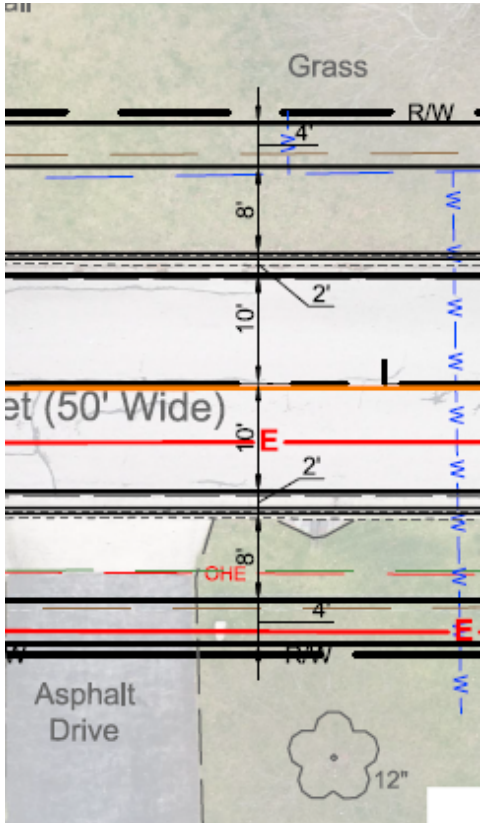 Grass
R/W
4'
W
8'
W
W
2'
10'
W
W
et (50' Wide)
10'
E
W
2'
W
W
8'
OHE
W
4'
E
W
R/W
W
Asphalt
Drive
12"